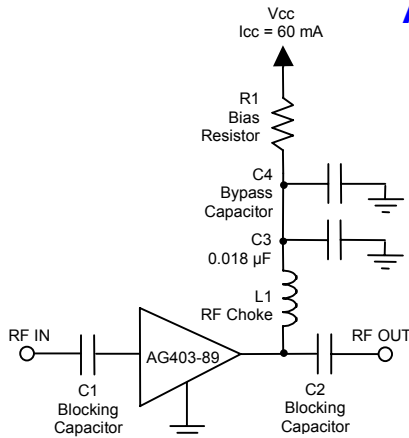 Vcc
Icc = 60 mA
R1
Bias
Resistor
C4
Bypass
Capacitor
C3
0.018 µF
L1
RF Choke
RF IN
RF OUT
AG403-89
C1
Blocking
Capacitor
C2
Blocking
Capacitor